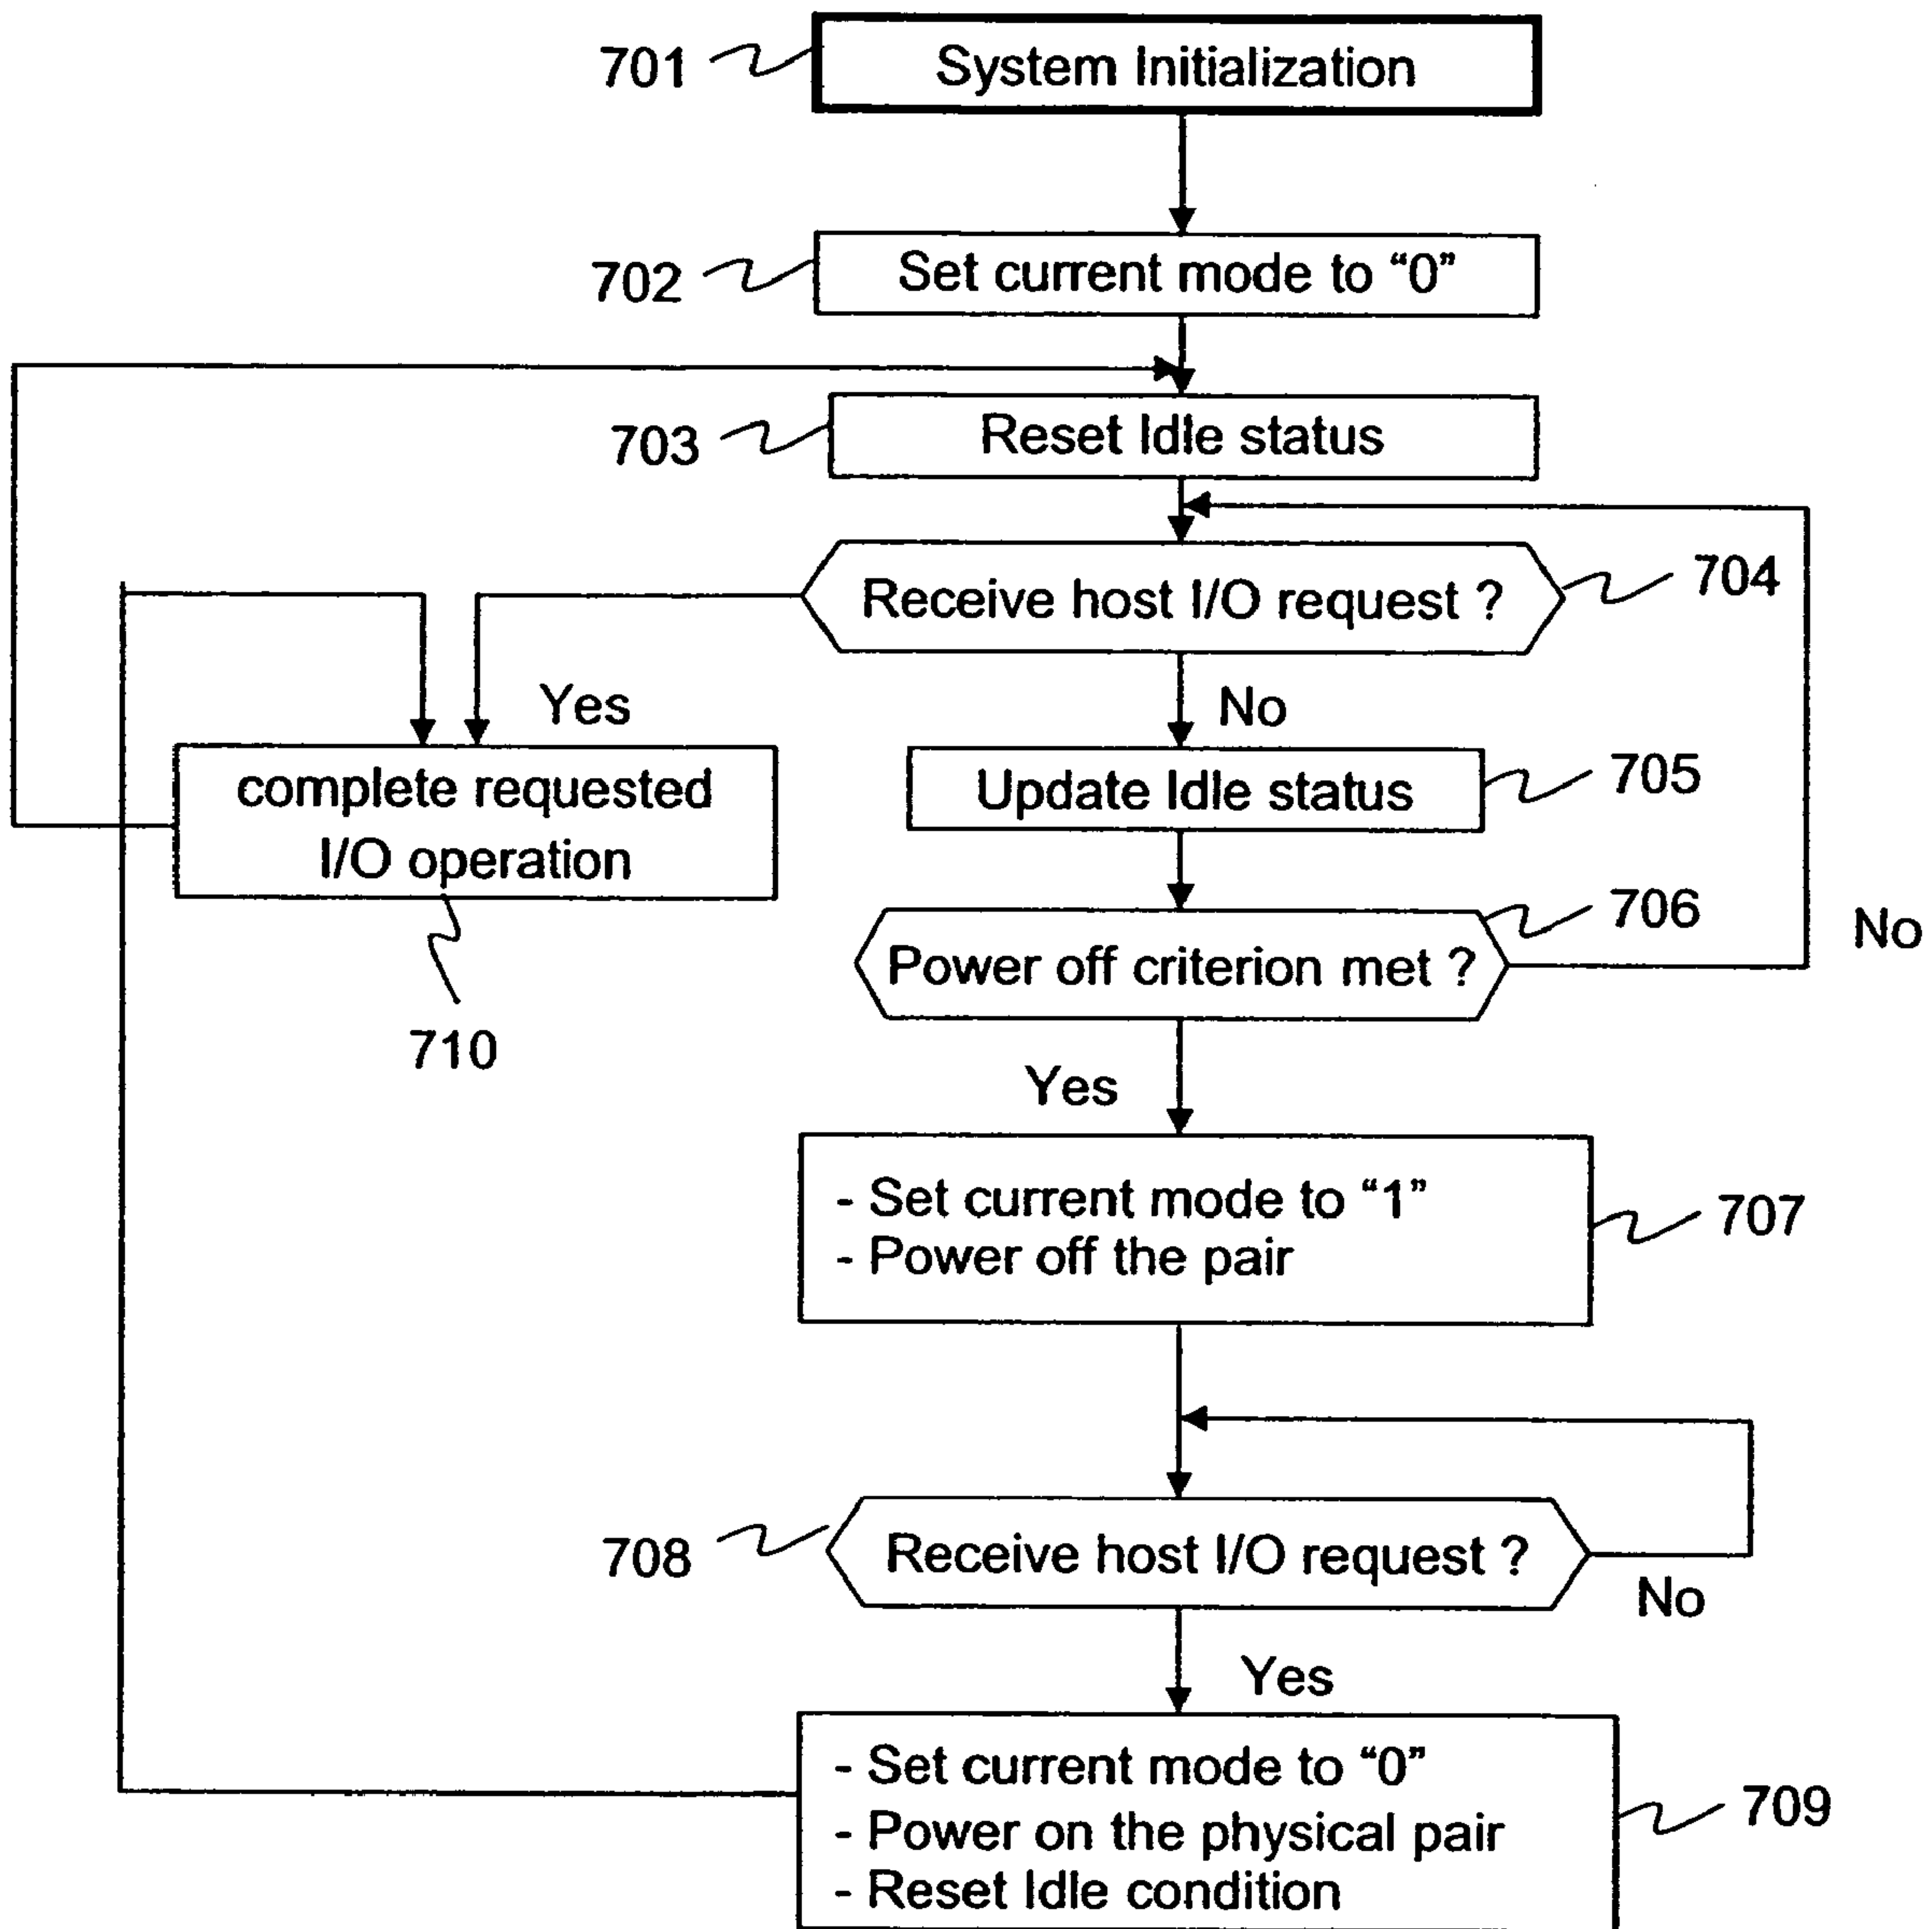 701
System Initialization
702
Set current mode to “0”
703
Reset Idle status
Receive host I/O request ?
704
Yes
No
complete requested
I/O operation
710
Update Idle status
705
Power off criterion met ?
706
No
Yes
- Set current mode to “1”
- Power off the pair
707
708
Receive host I/O request ?
No
Yes
- Set current mode to “0”
- Power on the physical pair
- Reset Idle condition
709